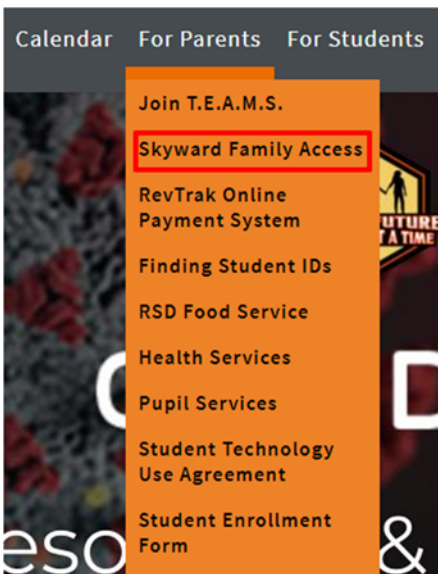 Calendar For Parents For Students
Join T.E.A.M.S.
Skyward Family Access
RevTrak Online
Payment System
Finding Student IDs
RSD Food Service
Health Services
Pupil Services
Student Technology
Use Agreement
Student Enrollment
Form
A TIME
&